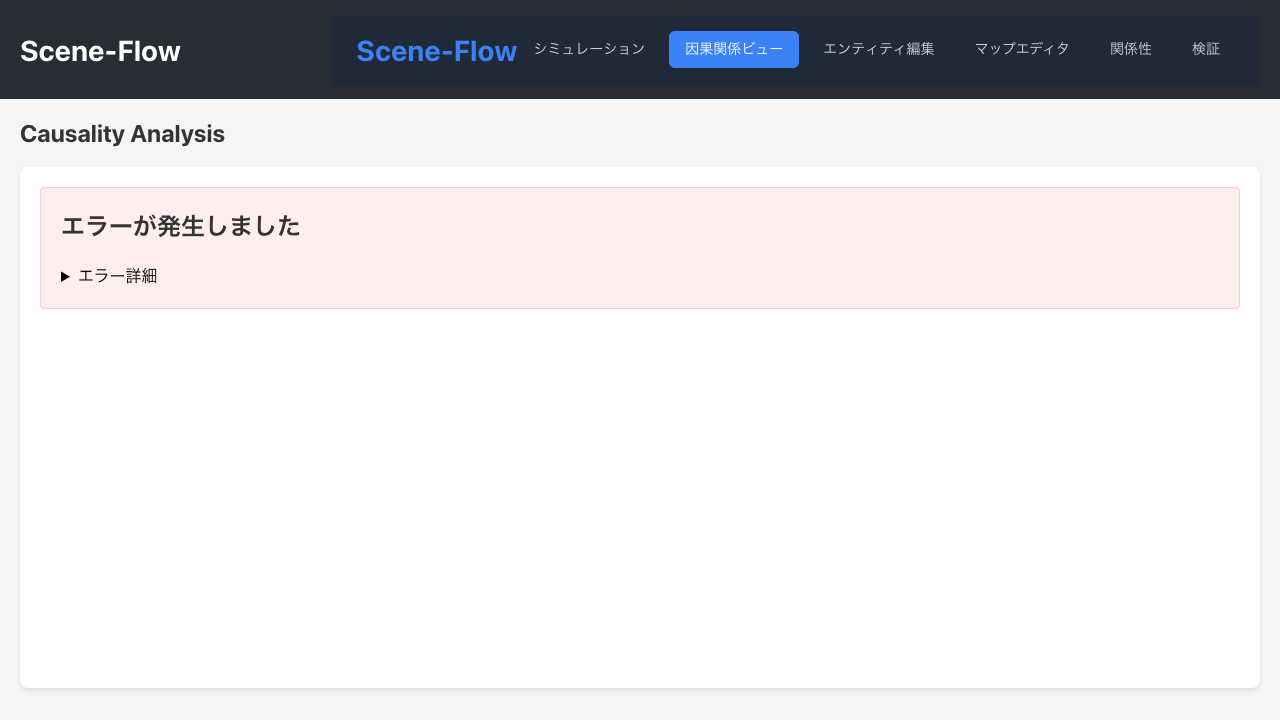 Scene-Flow
Scene-Flow シミュレーション 因果関係ビュー エンティティ編集 マップエディタ 関係性 検証
Causality Analysis
エラーが発生しました
エラー詳細